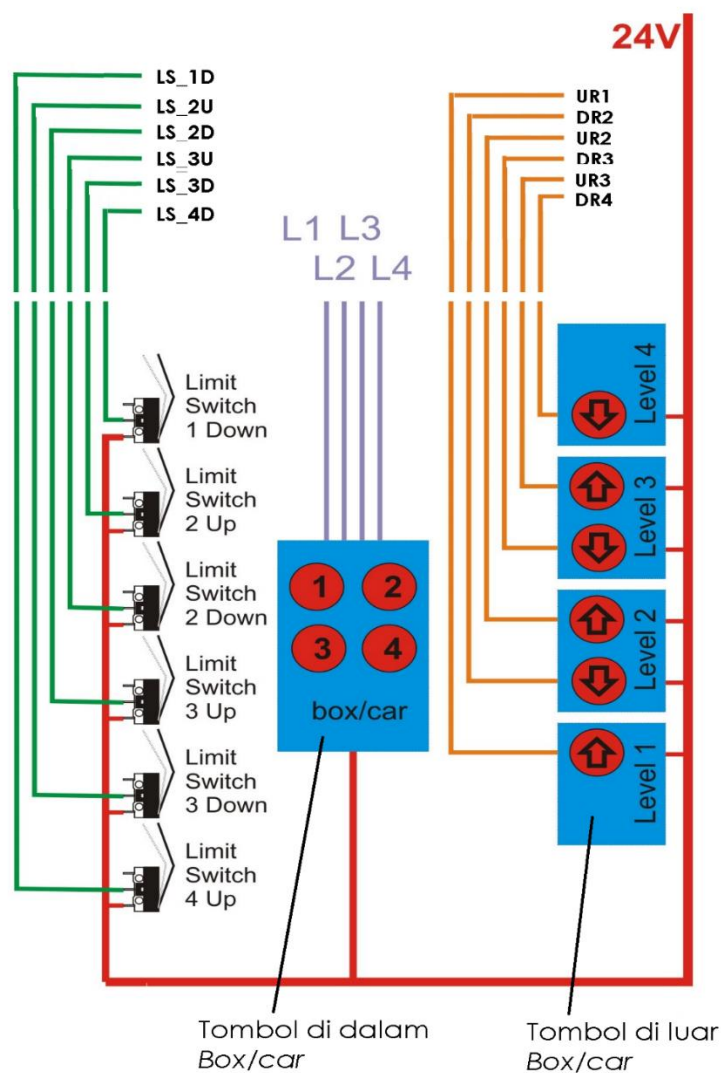 24V
LS_1D
LS_2U
LS_2D
LS_3U
LS_3D
LS_4D
UR1
DR2
UR2
DR3
UR3
DR4
L1 L3
L2 L4
Limit
Switch
1 Down
Limit
Switch
2 Up
Limit
Switch
2 Down
Limit
Switch
3 Up
Limit
Switch
3 Down
Limit
Switch
4 Up
1 2
3 4
box/car
Level 4
Level 3
Level 2
Level 1
Tombol di dalam
Box/car
Tombol di luar
Box/car